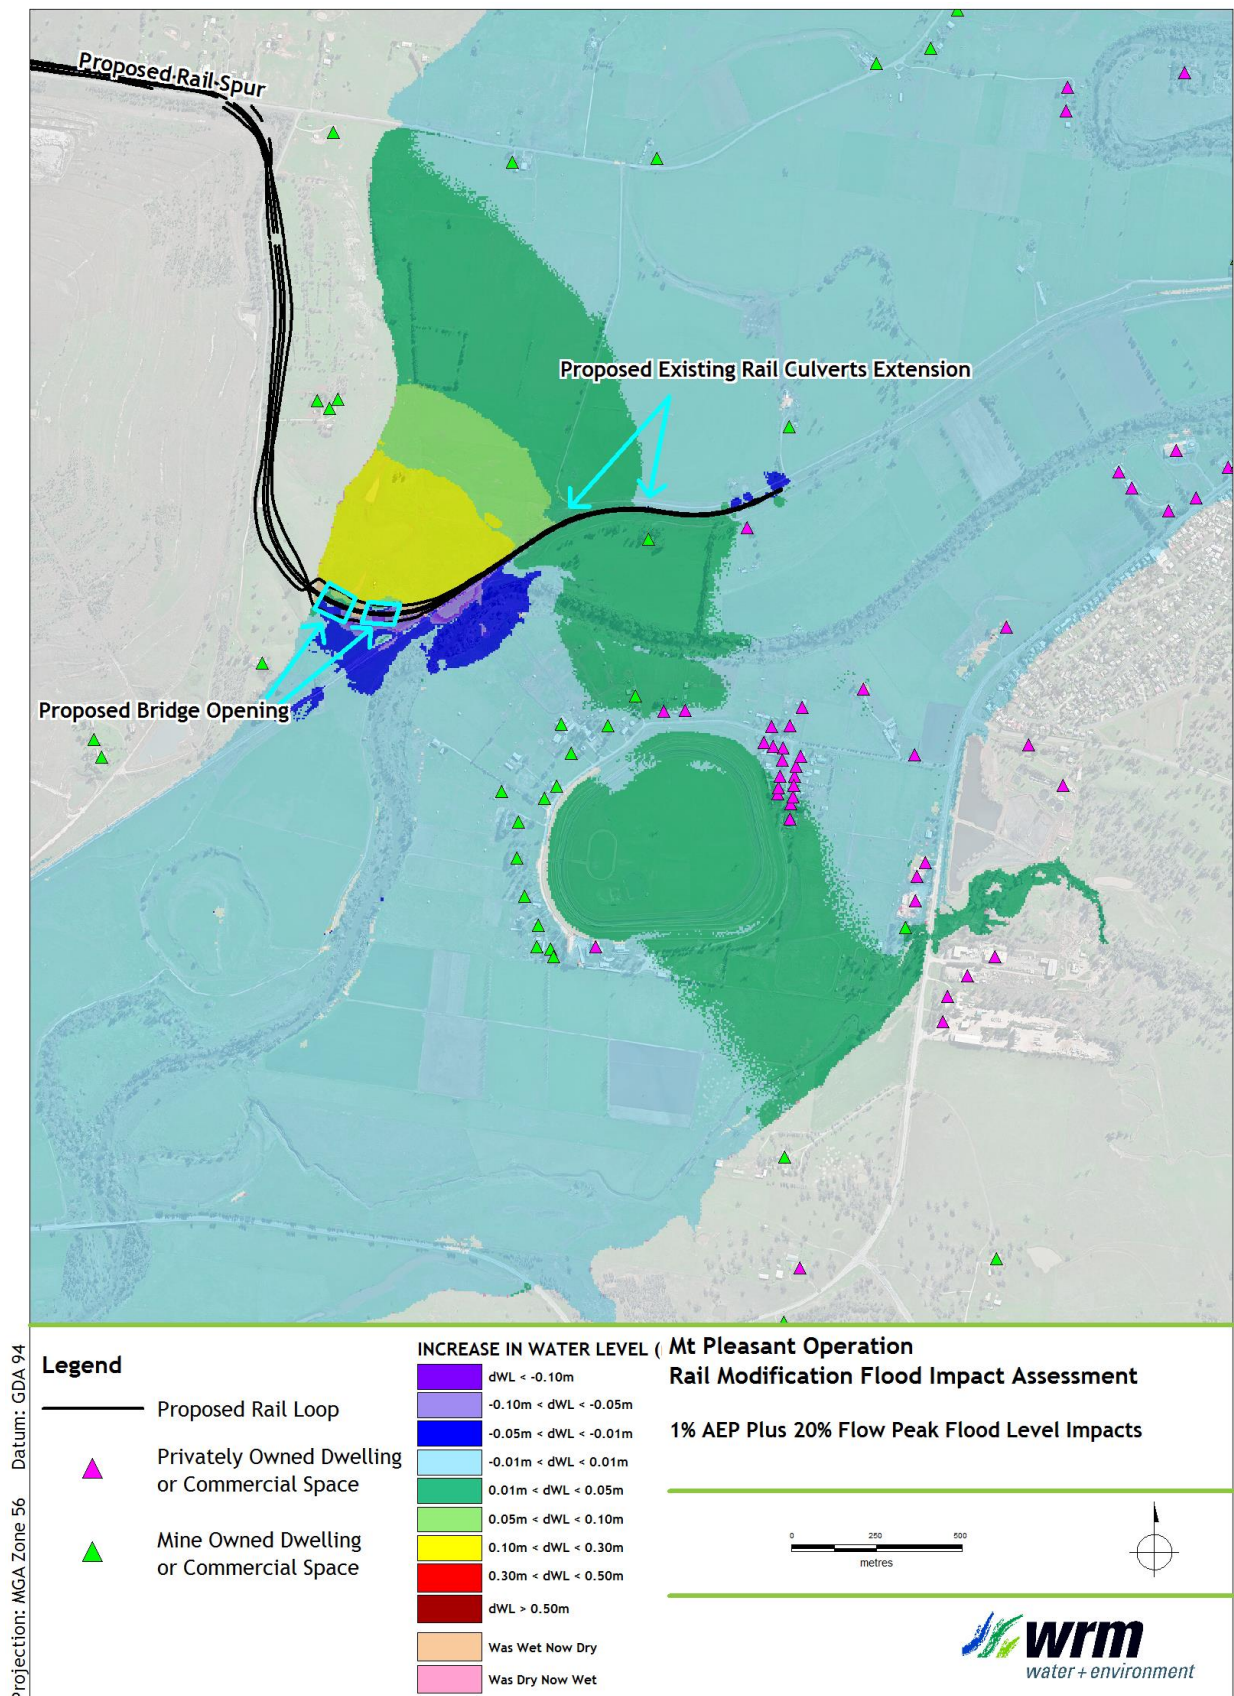 Proposed Rail Spur
Proposed Existing Rail Culverts Extension
Proposed Bridge Opening
Projection: MGA Zone 56 Datum: GDA 94
Legend
Proposed Rail Loop
Privately Owned Dwelling
or Commercial Space
Mine Owned Dwelling
or Commercial Space
INCREASE IN WATER LEVEL (
dWL < -0.10m
-0.10m < dWL < -0.05m
-0.05m < dWL < -0.01m
-0.01m < dWL < 0.01m
0.01m < dWL < 0.05m
0.05m < dWL < 0.10m
0.10m < dWL < 0.30m
0.30m < dWL < 0.50m
dWL > 0.50m
Was Wet Now Dry
Was Dry Now Wet
Mt Pleasant Operation
Rail Modification Flood Impact Assessment
1% AEP Plus 20% Flow Peak Flood Level Impacts
0 250 500
metres
wrm
water + environment